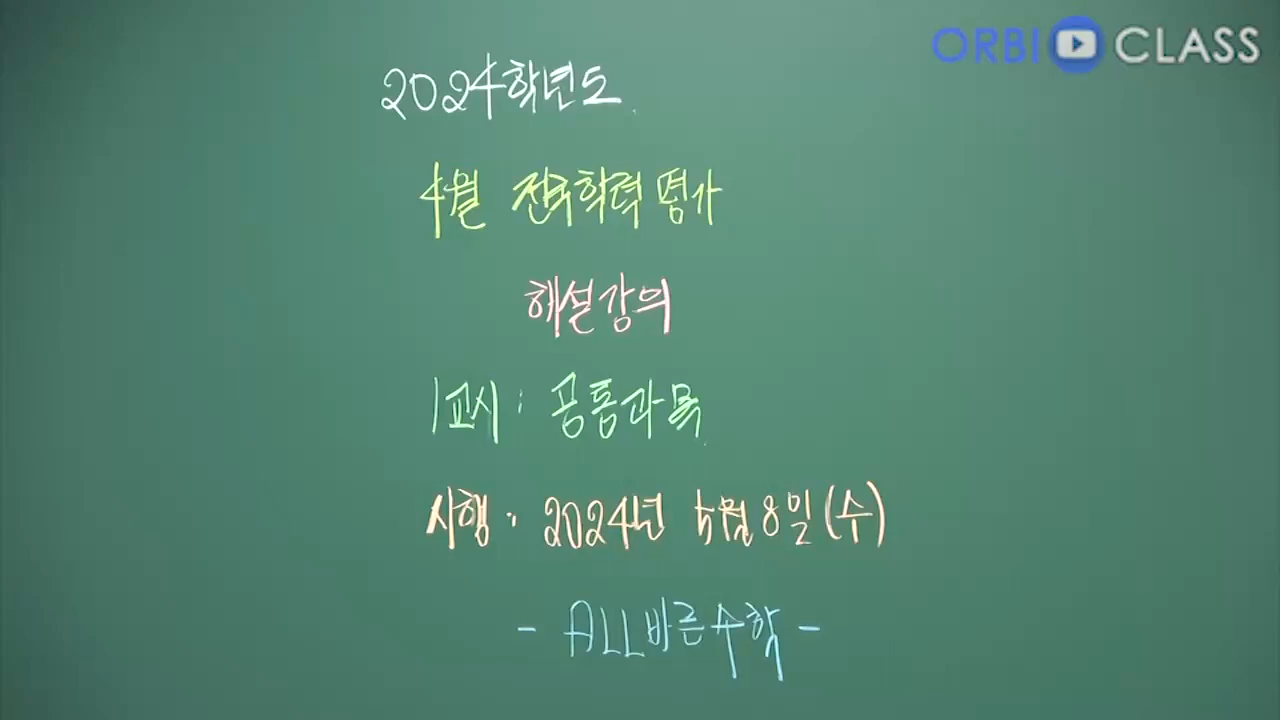 ORBI CLASS
2024학년도
4월 전국학력평가
해설강의
1교시 : 공통과목
시행 : 2024년 5월 8일 (수)
- ALL바른수학 -